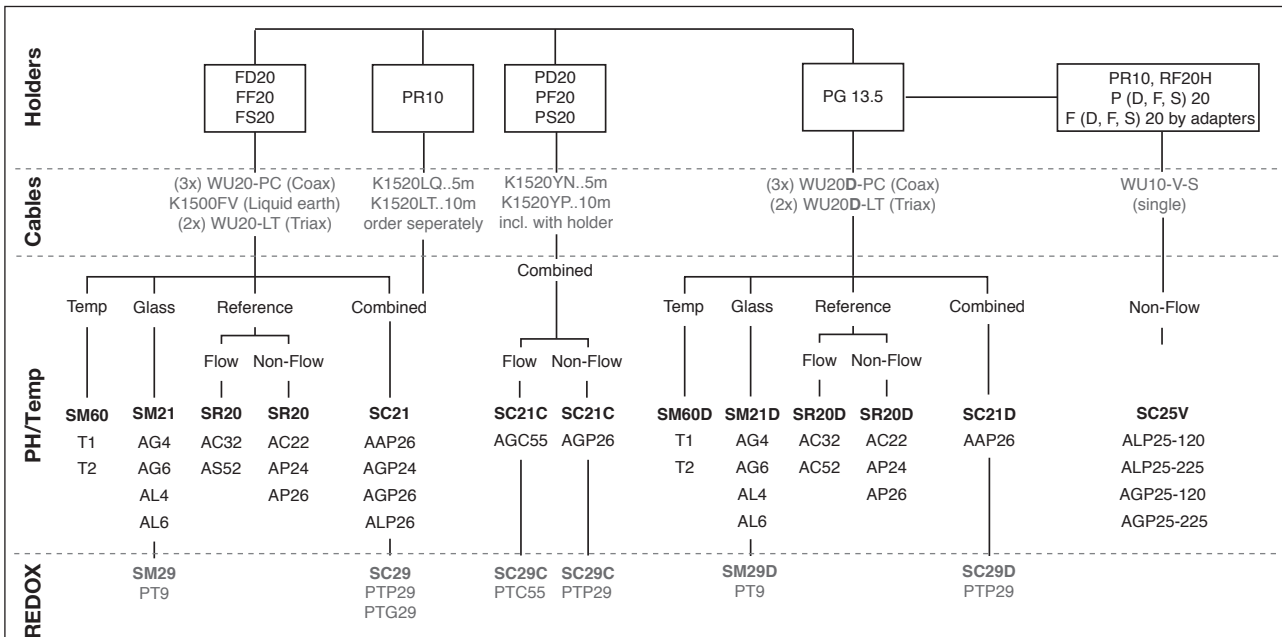 Holders
FD20
FF20
FS20
PR10
PD20
PF20
PS20
PG 13.5
PR10, RF20H
P (D, F, S) 20
F (D, F, S) 20 by adapters
Cables
(3x) WU20-PC (Coax)
K1500FV (Liquid earth)
(2x) WU20-LT (Triax)
K1520LQ..5m
K1520LT..10m
order seperately
K1520YN..5m
K1520YP..10m
incl. with holder
(3x) WU20D-PC (Coax)
(2x) WU20D-LT (Triax)
WU10-V-S
(single)
PH/Temp
Temp
Glass
Reference
Combined
Flow
Non-Flow
Combined
Flow
Non-Flow
Temp
Glass
Reference
Combined
Flow
Non-Flow
Non-Flow
SM60
T1
T2
SM21
AG4
AG6
AL4
AL6
SR20
AC32
AS52
SR20
AC22
AP24
AP26
SC21
AAP26
AGP24
AGP26
ALP26
SC21C
AGC55
SC21C
AGP26
SM60D
T1
T2
SM21D
AG4
AG6
AL4
AL6
SR20D
AC32
AC52
SR20D
AC22
AP24
AP26
SC21D
AAP26
SC25V
ALP25-120
ALP25-225
AGP25-120
AGP25-225
REDOX
SM29
PT9
SC29
PTP29
PTG29
SC29C
PTC55
SC29C
PTP29
SM29D
PT9
SC29D
PTP29